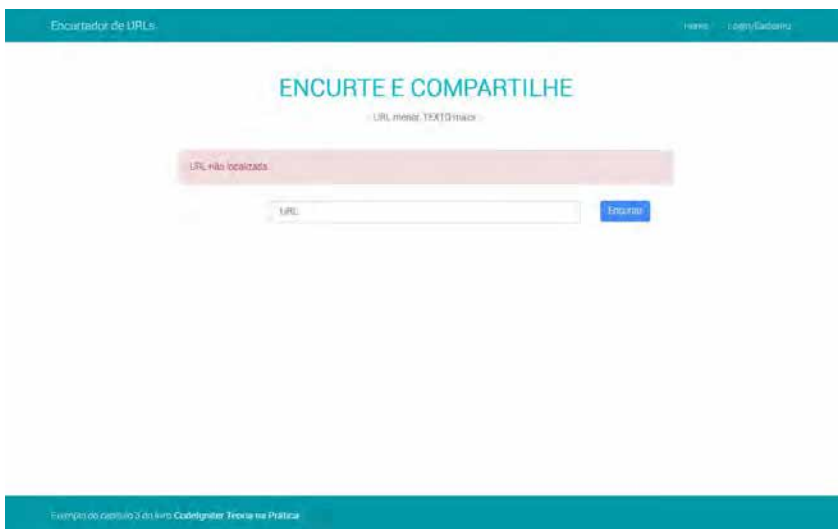 Encurtador de URLs
Home Login/Cadastro
ENCURTE E COMPARTILHE
URL menor, TEXTO maior
URL não localizada
URL
Encurtar
Exemplo do capítulo 3 do livro CodeIgniter Teoria na Prática